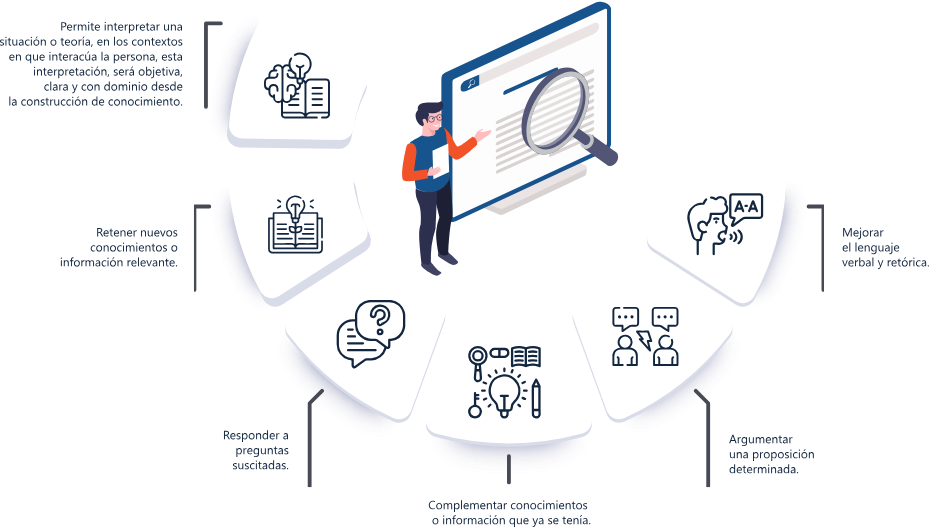 Permite interpretar una
situación o teoría, en los contextos
en que interacúa la persona, esta
interpretación, será objetiva,
clara y con dominio desde
la construcción de conocimiento.
Retener nuevos
conocimientos o
información relevante.
Responder a
preguntas
suscitadas.
Complementar conocimientos
o información que ya se tenía.
Argumentar
una proposición
determinada.
A-A
Mejorar
el lenguaje
verbal y retórica.